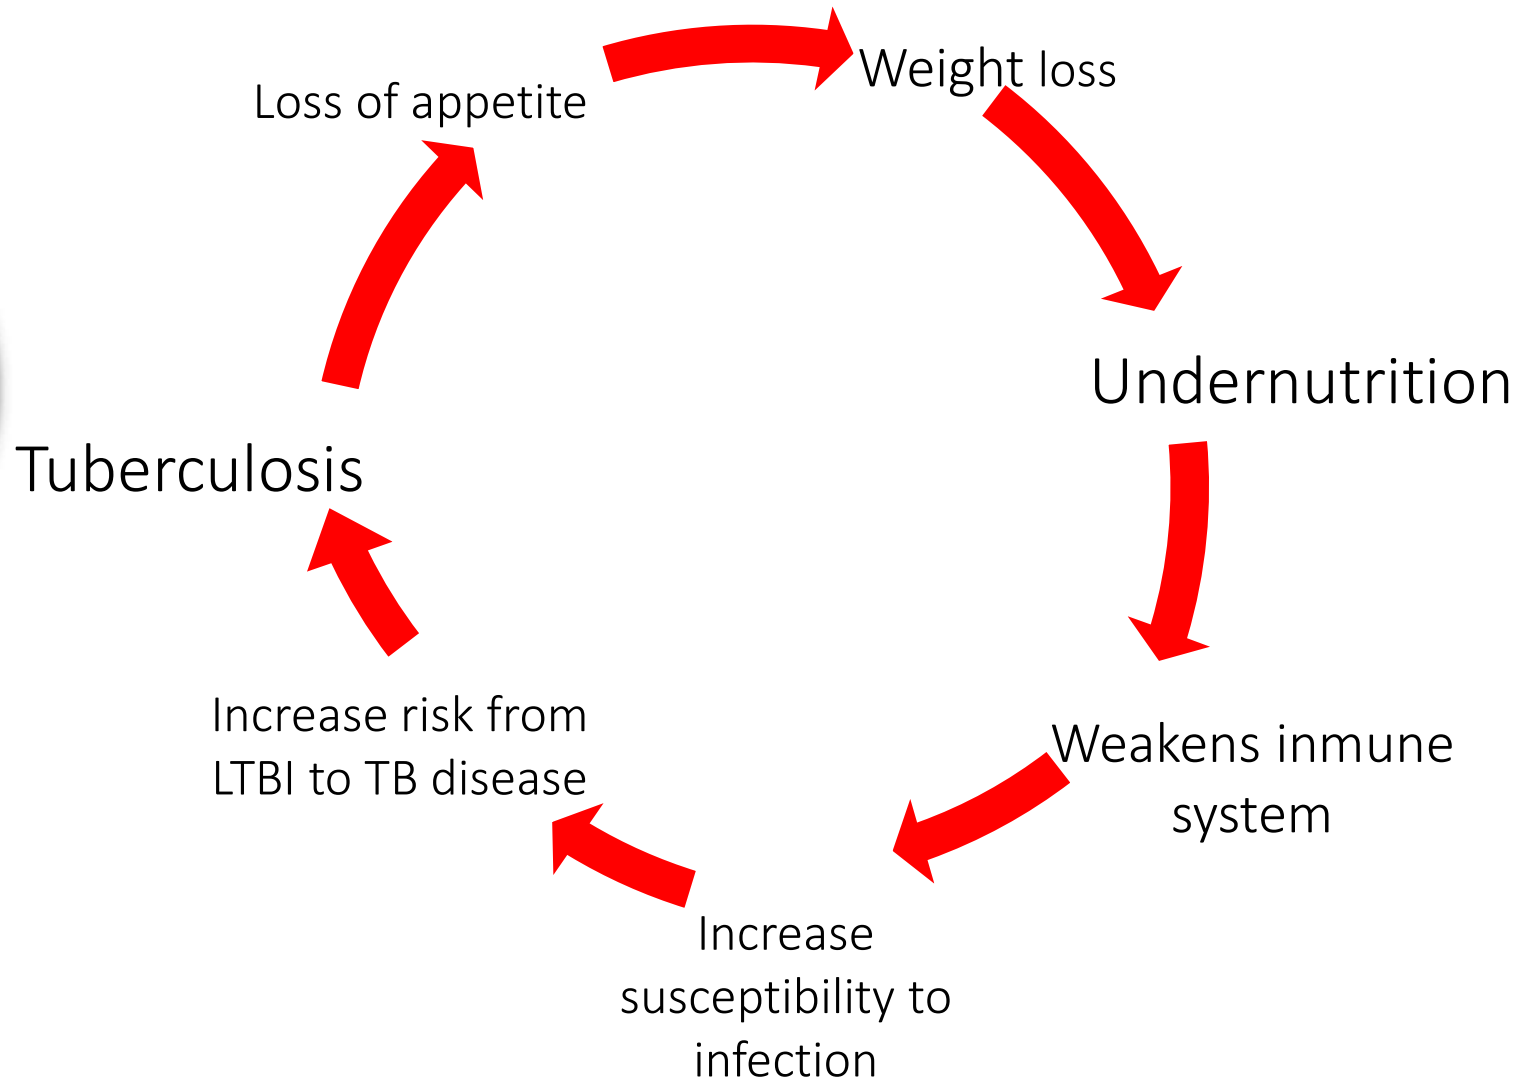 Loss of appetite
Weight loss
Undernutrition
Tuberculosis
Increase risk from
LTBI to TB disease
Weakens inmune
system
Increase
susceptibility to
infection